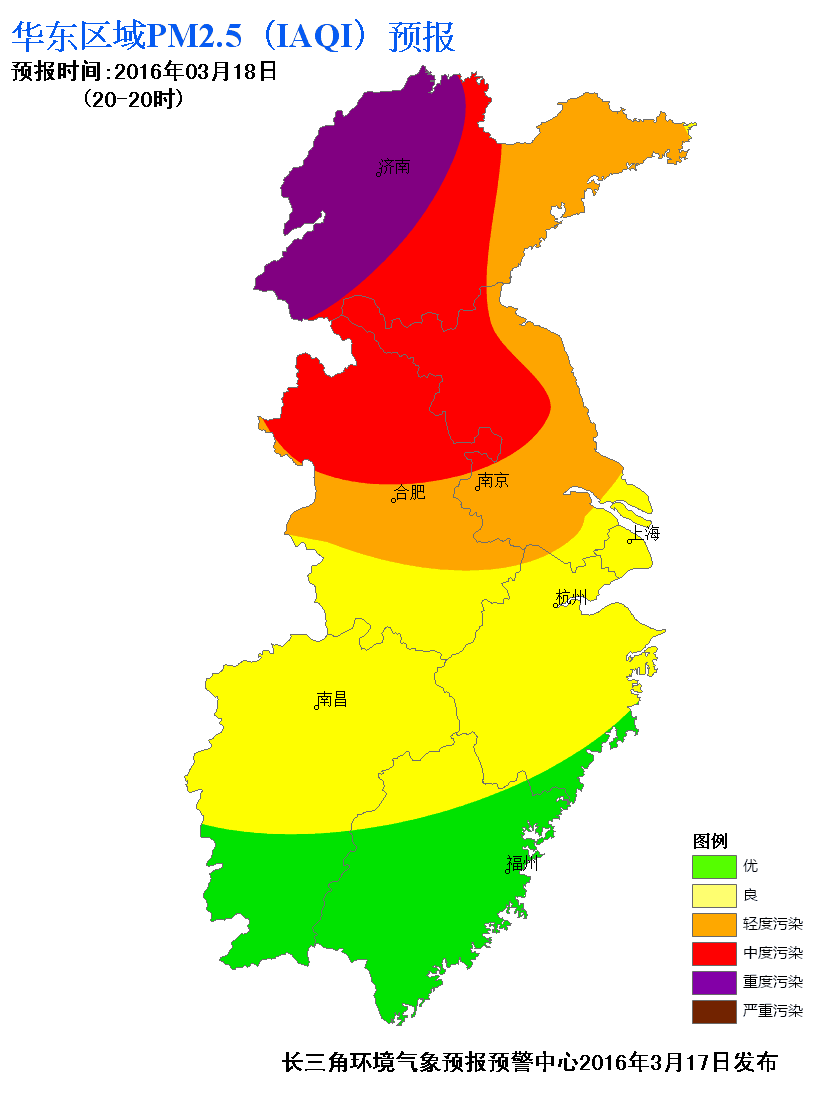 华东区域PM2.5（IAQI）预报
预报时间:2016年03月18日
(20-20时)
济南
南京
合肥
上海
杭州
南昌
福州
图例
优
良
轻度污染
中度污染
重度污染
严重污染
长三角环境气象预报预警中心2016年3月17日发布